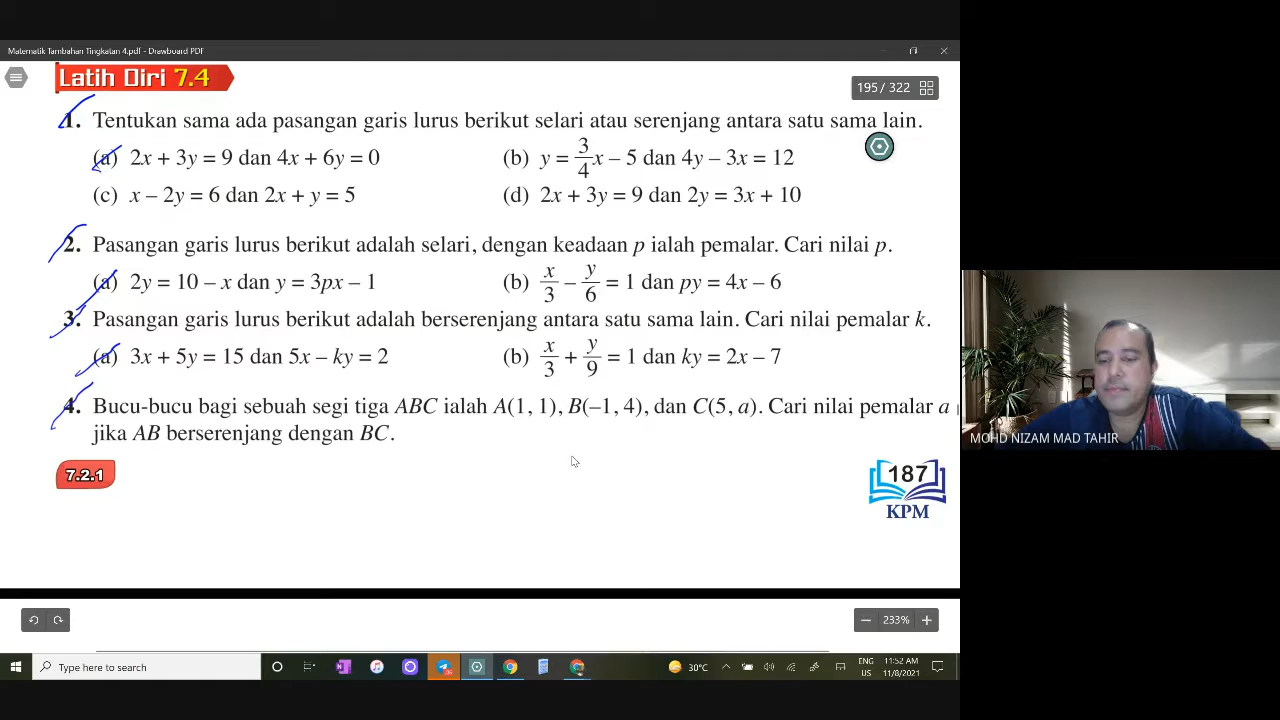 Matematik Tambahan Tingkatan 4.pdf - Drawboard PDF
Latih Diri 7.4
195 / 322
1. Tentukan sama ada pasangan garis lurus berikut selari atau serenjang antara satu sama lain.
(a) 2x + 3y = 9 dan 4x + 6y = 0 (b) y = 3/4 x – 5 dan 4y – 3x = 12
(c) x – 2y = 6 dan 2x + y = 5 (d) 2x + 3y = 9 dan 2y = 3x + 10
2. Pasangan garis lurus berikut adalah selari, dengan keadaan p ialah pemalar. Cari nilai p.
(a) 2y = 10 – x dan y = 3px – 1 (b) x/3 – y/6 = 1 dan py = 4x – 6
3. Pasangan garis lurus berikut adalah berserenjang antara satu sama lain. Cari nilai pemalar k.
(a) 3x + 5y = 15 dan 5x – ky = 2 (b) x/3 + y/9 = 1 dan ky = 2x – 7
4. Bucu-bucu bagi sebuah segi tiga ABC ialah A(1, 1), B(–1, 4), dan C(5, a). Cari nilai pemalar a
jika AB berserenjang dengan BC.
7.2.1
187
KPM
MOHD NIZAM MAD TAHIR
233%
Type here to search
30°C
ENG
US
11:52 AM
11/8/2021